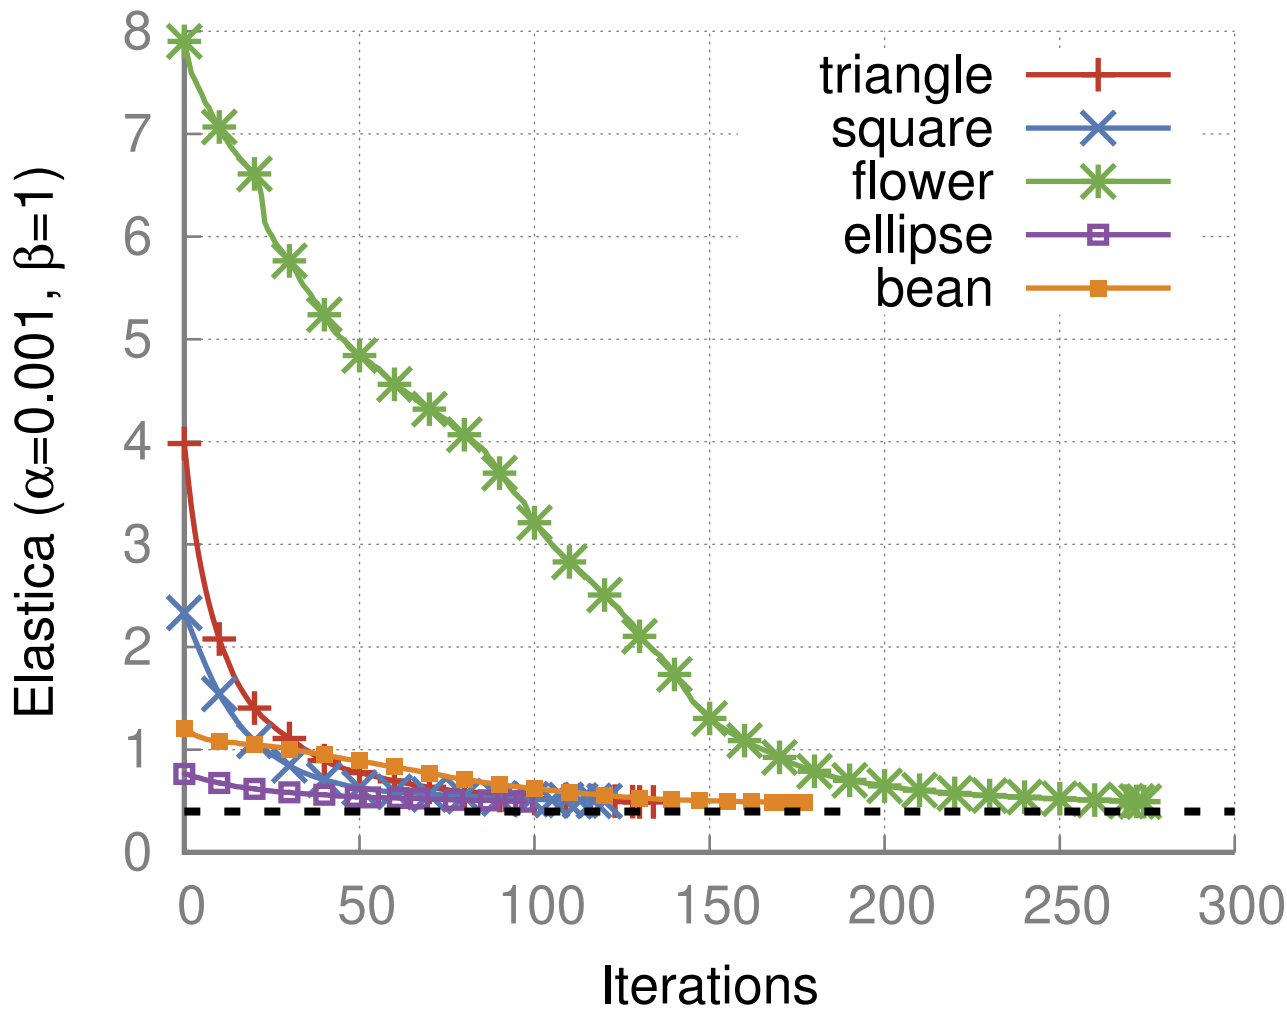 8
7
6
5
4
3
2
1
0
Elastica (α=0.001, β=1)
triangle
square
flower
ellipse
bean
0 50 100 150 200 250 300
Iterations